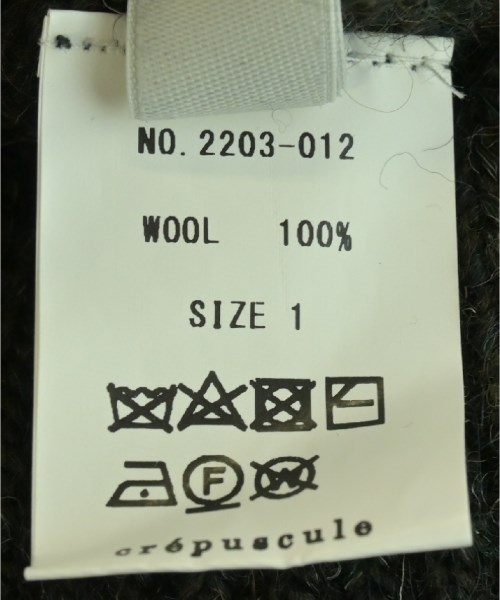 NO. 2203-012
WOOL 100%
SIZE 1
F W
crépuscule